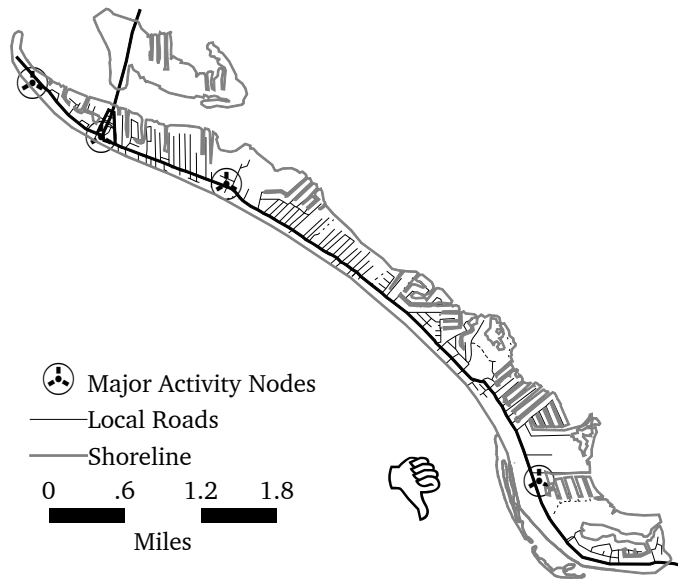 Major Activity Nodes
Local Roads
Shoreline
0 .6 1.2 1.8
Miles